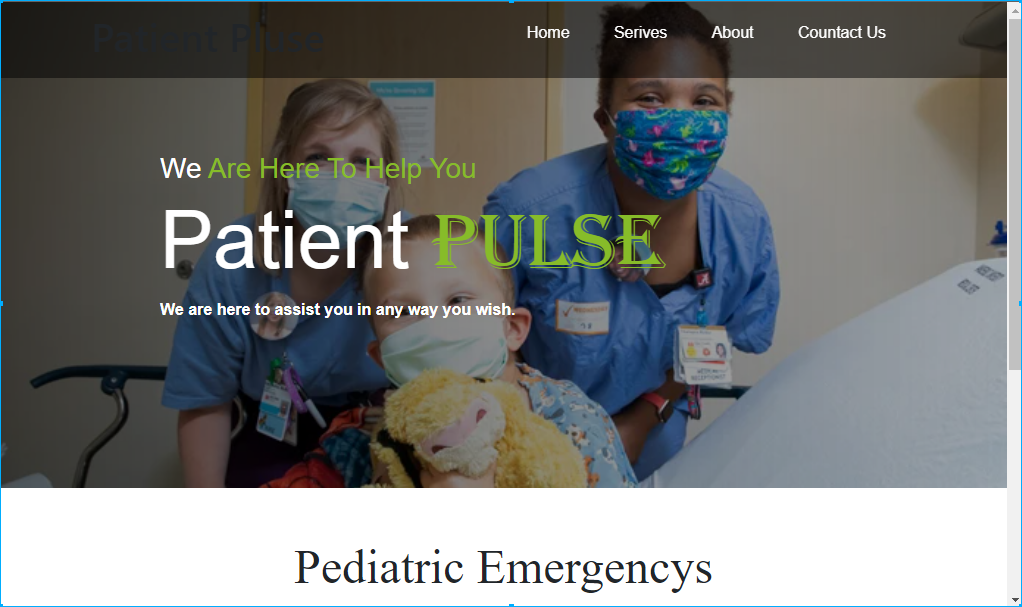 Patient Pluse
Home Serives About Countact Us
We Are Here To Help You
Patient PULSE
We are here to assist you in any way you wish.
Pediatric Emergencys